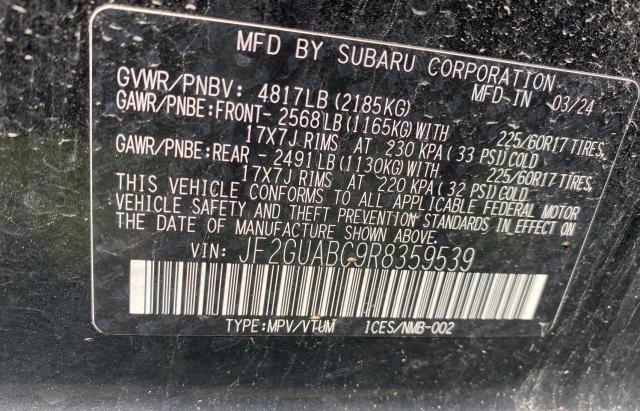 MFD BY SUBARU CORPORATION
GVWR/PNBV: 4817LB (2185KG) MFD-IN 03/24
GAWR/PNBE:FRONT- 2568LB (1165KG) WITH 225/60R17 TIRES,
17X7J RIMS AT 230 KPA (33 PSI) COLD
GAWR/PNBE:REAR - 2491LB (1130KG) WITH 225/60R17 TIRES,
17X7J RIMS AT 220 KPA (32 PSI) COLD
THIS VEHICLE CONFORMS TO ALL APPLICABLE FEDERAL MOTOR
VEHICLE SAFETY AND THEFT PREVENTION STANDARDS IN EFFECT ON
THE DATE OF MANUFACTURE SHOWN ABOVE.
VIN: JF2GUABC9R8359539
TYPE:MPV/VTUM ICES/NMB-002